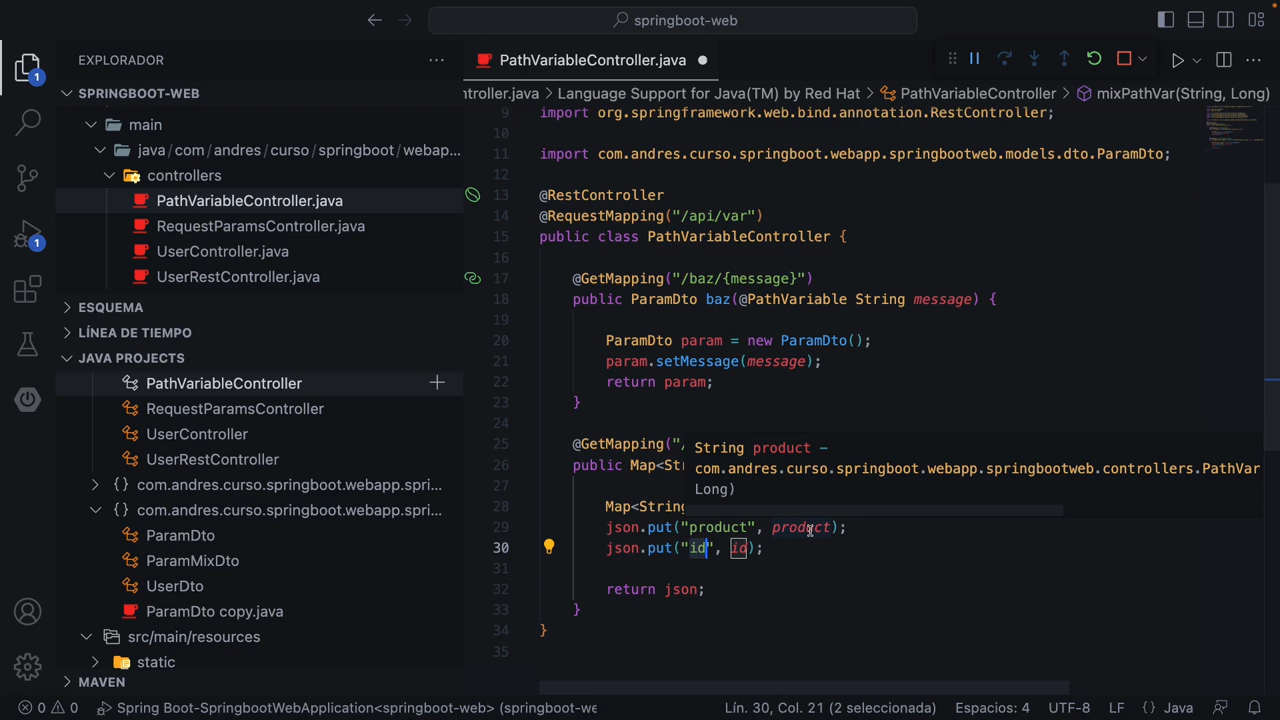 springboot-web
EXPLORADOR
1
SPRINGBOOT-WEB
main
java/com/andres/curso/springboot/webap...
controllers
PathVariableController.java
RequestParamsController.java
UserController.java
UserRestController.java
1
ESQUEMA
LÍNEA DE TIEMPO
JAVA PROJECTS
PathVariableController
RequestParamsController
UserController
UserRestController
{} com.andres.curso.springboot.webapp.spri...
{} com.andres.curso.springboot.webapp.spri...
ParamDto
ParamMixDto
UserDto
ParamDto copy.java
src/main/resources
static
MAVEN
PathVariableController.java
ntroller.java > Language Support for Java(TM) by Red Hat > PathVariableController > mixPathVar(String, Long)
9 import org.springframework.web.bind.annotation.RestController;
10
11 import com.andres.curso.springboot.webapp.springbootweb.models.dto.ParamDto;
12
13 @RestController
14 @RequestMapping("/api/var")
15 public class PathVariableController {
16
17 @GetMapping("/baz/{message}")
18 public ParamDto baz(@PathVariable String message) {
19
20 ParamDto param = new ParamDto();
21 param.setMessage(message);
22 return param;
23 }
24
25 @GetMapping("/
26 public Map<Str
27
28 Map<String
String product –
com.andres.curso.springboot.webapp.springbootweb.controllers.PathVar
Long)
29 json.put("product", product);
30 json.put("id", id);
32 return json;
33 }
34 }
35
0 0 Spring Boot-SpringbootWebApplication<springboot-web> (springboot-we
Lín. 30, Col. 21 (2 seleccionada) Espacios: 4 UTF-8 LF {} Java